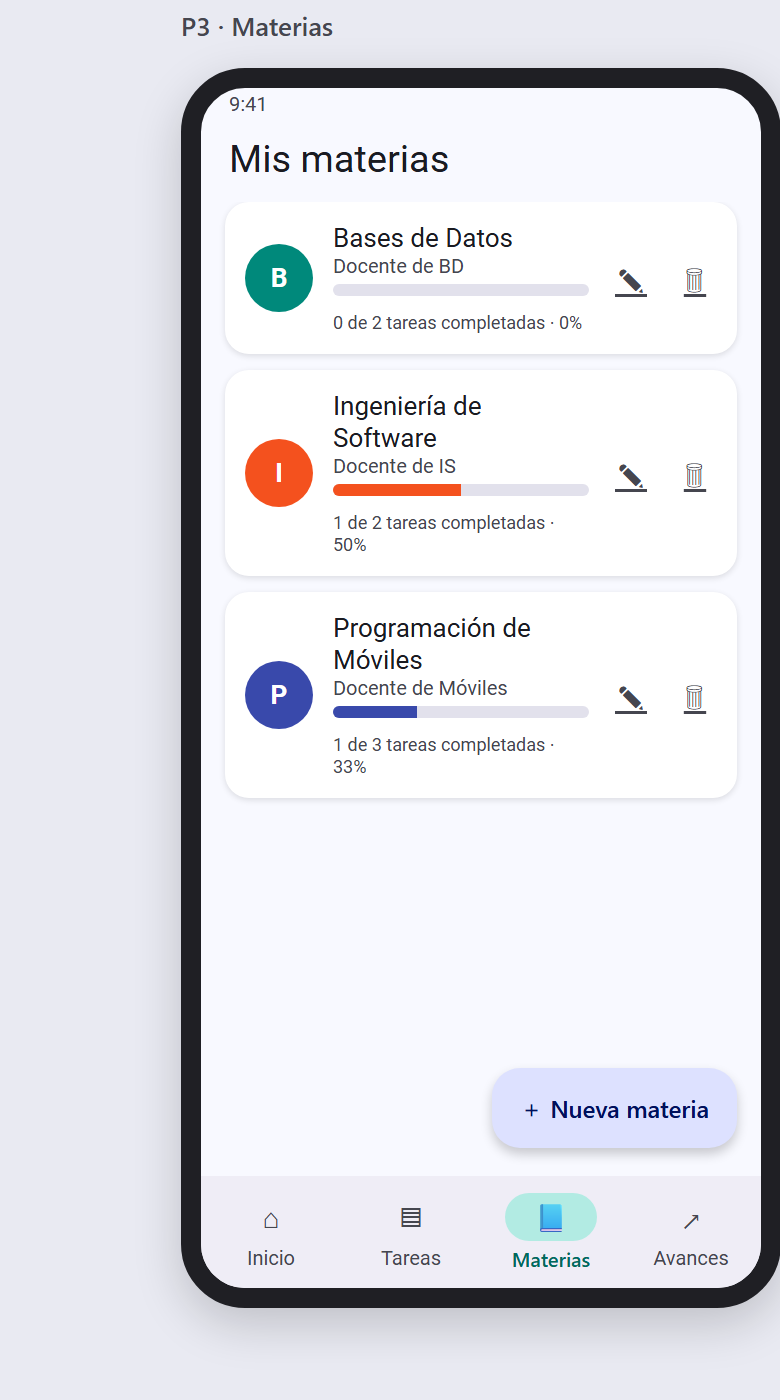 P3 · Materias
9:41
Mis materias
B
Bases de Datos
Docente de BD
0 de 2 tareas completadas · 0%
I
Ingeniería de
Software
Docente de IS
1 de 2 tareas completadas ·
50%
P
Programación de
Móviles
Docente de Móviles
1 de 3 tareas completadas ·
33%
+ Nueva materia
Inicio
Tareas
Materias
Avances